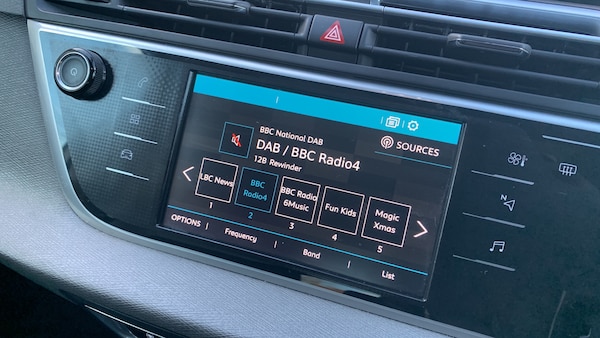 BBC National DAB
DAB / BBC Radio4
SOURCES
128 Rewinder
LBC News
BBC
Radio4
BBC Radio
6Music
Fun Kids
Magic
Xmas
1
2
3
4
5
OPTIONS
Frequency
Band
List
N